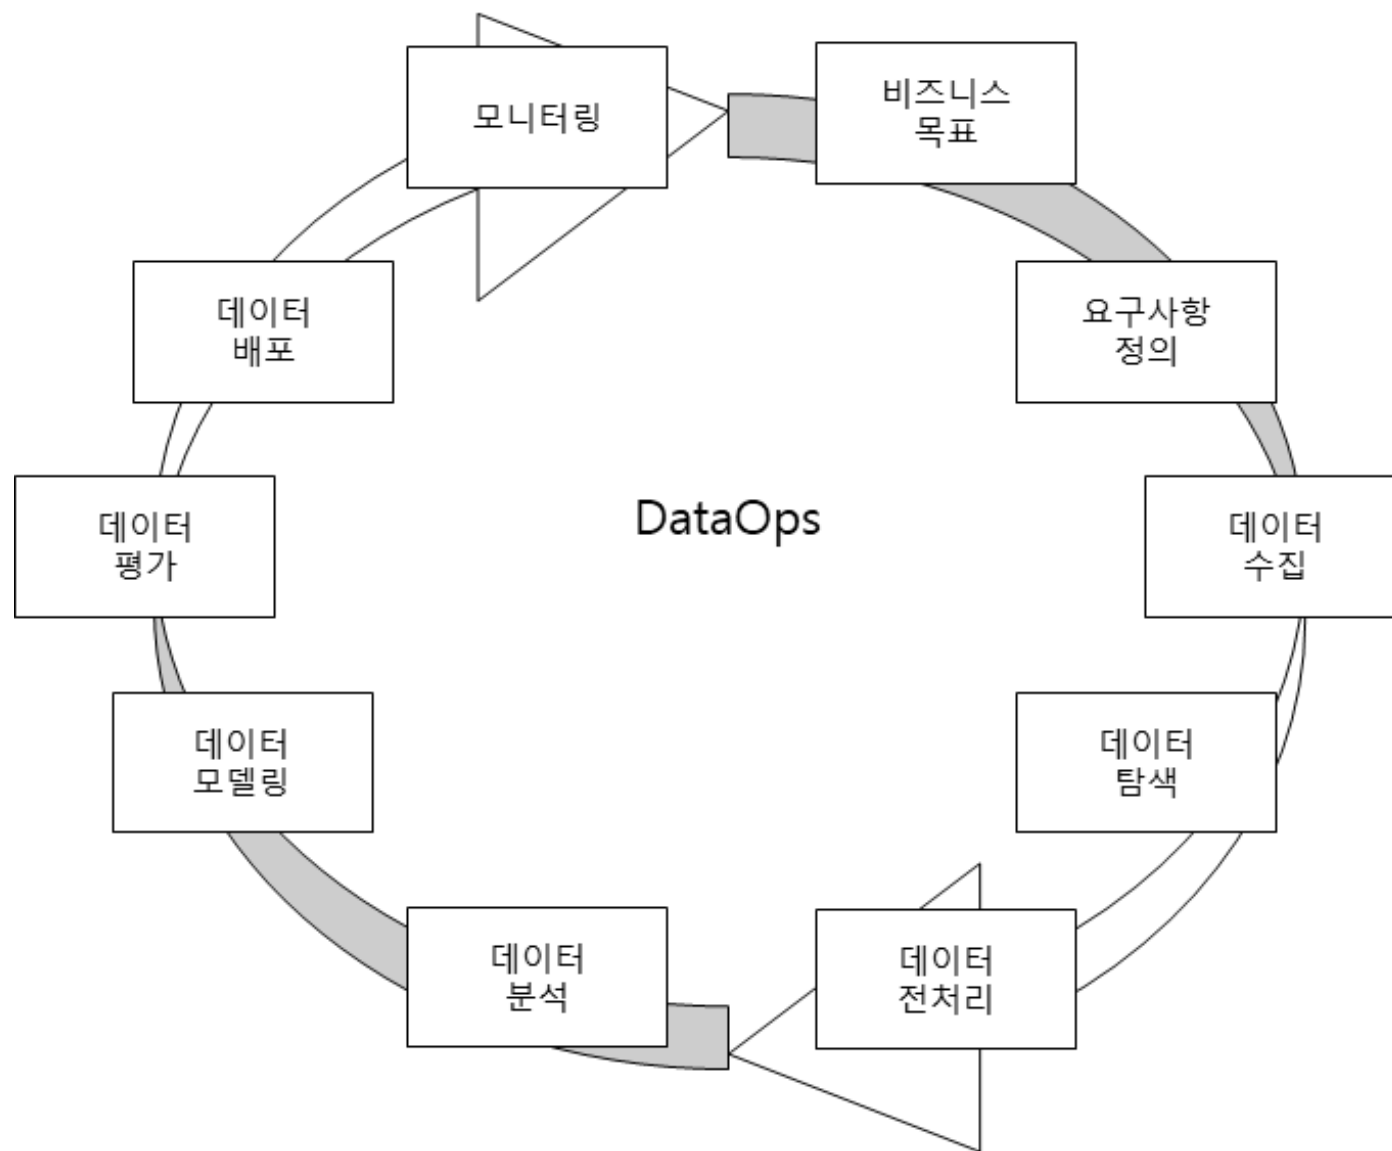 모니터링
비즈니스
목표
데이터
배포
요구사항
정의
데이터
평가
DataOps
데이터
수집
데이터
모델링
데이터
탐색
데이터
분석
데이터
전처리